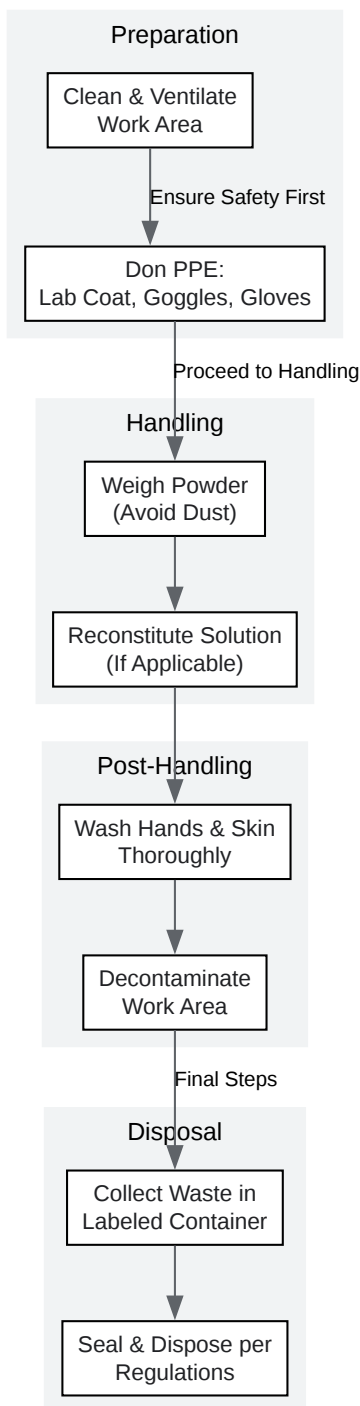 Preparation
Clean & Ventilate
Work Area
Ensure Safety First
Don PPE:
Lab Coat, Goggles, Gloves
Proceed to Handling
Handling
Weigh Powder
(Avoid Dust)
Reconstitute Solution
(If Applicable)
Post-Handling
Wash Hands & Skin
Thoroughly
Decontaminate
Work Area
Final Steps
Disposal
Collect Waste in
Labeled Container
Seal & Dispose per
Regulations